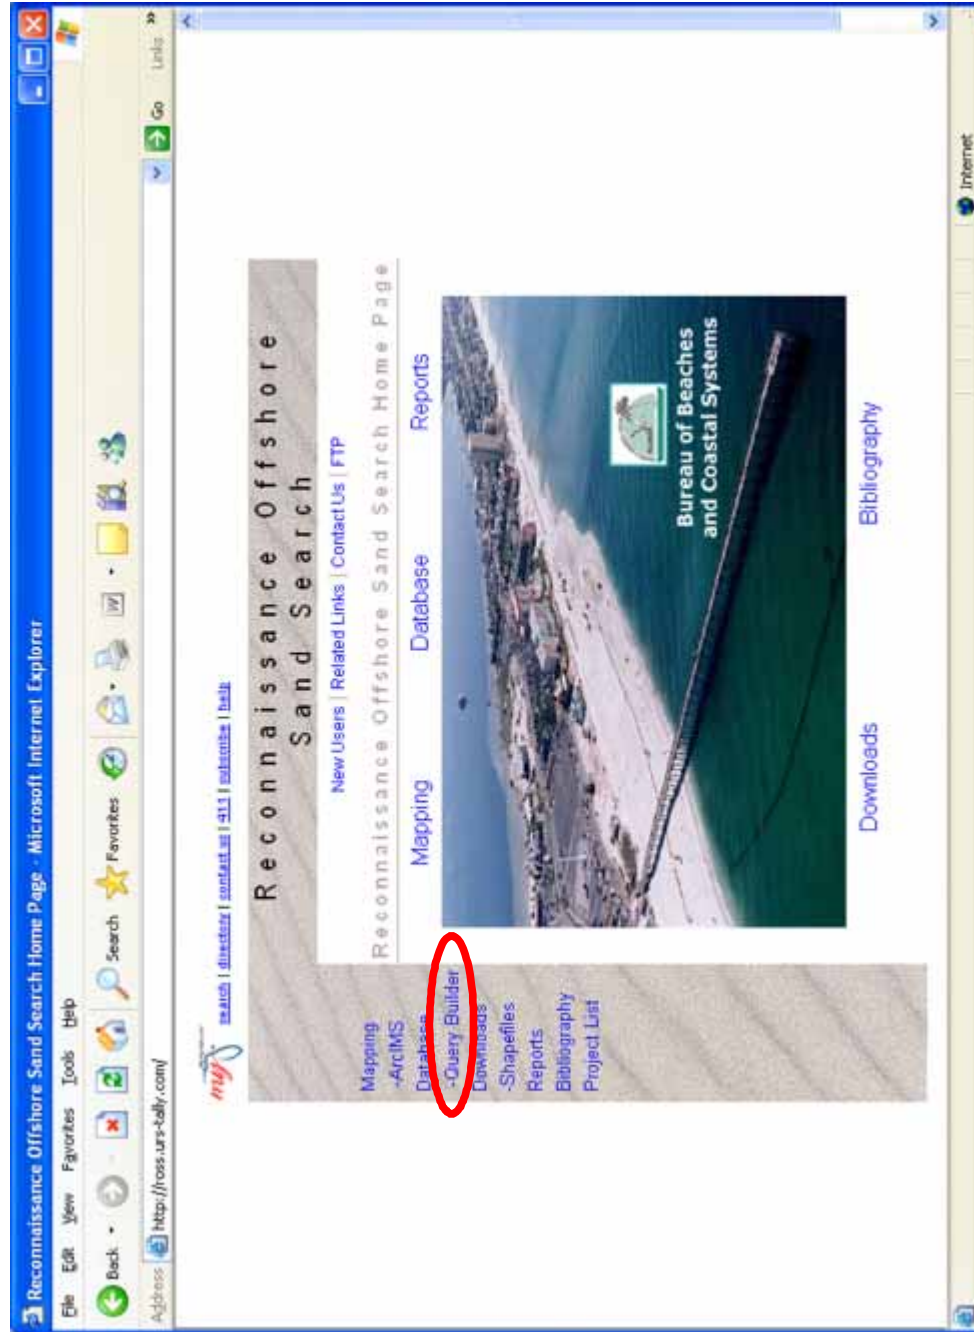 Reconnaissance Offshore Sand Search Home Page - Microsoft Internet Explorer
File Edit View Favorites Tools Help
Back Search Favorites
Address http://ross.urs-tally.com/ Go Links »
my
search | directory | contact us | 411 | subscribe | help
Reconnaissance Offshore
Sand Search
New Users | Related Links | Contact Us | FTP
Reconnaissance Offshore Sand Search Home Page
Mapping
-ArcIMS
Database
-Query Builder
Downloads
-Shapefiles
Reports
Bibliography
Project List
Mapping Database Reports
Bureau of Beaches
and Coastal Systems
Downloads Bibliography
Internet